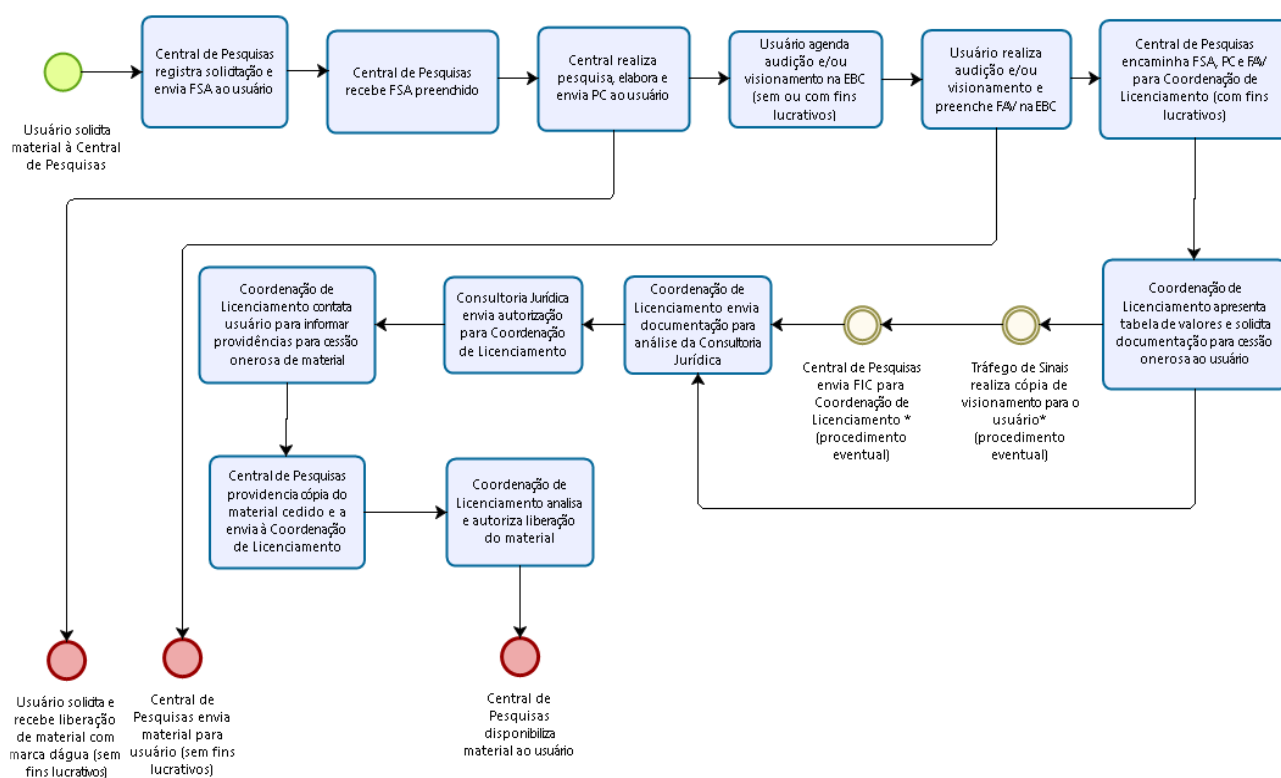 Central de Pesquisas
registra solicitação e
envia FSA ao usuário
Central de Pesquisas
recebe FSA preenchido
Central realiza
pesquisa, elabora e
envia PC ao usuário
Usuário agenda
audição e/ou
visionamento na EBC
(sem ou com fins
lucrativos)
Usuário realiza
audição e/ou
visionamento e
preenche FAV na EBC
Central de Pesquisas
encaminha FSA, PC e FAV
para Coordenação de
Licenciamento (com fins
lucrativos)
Usuário solicita
material à Central
de Pesquisas
Coordenação de
Licenciamento contata
usuário para informar
providências para cessão
onerosa de material
Consultoria Jurídica
envia autorização
para Coordenação
de Licenciamento
Coordenação de
Licenciamento envia
documentação para
análise da Consultoria
Jurídica
Central de Pesquisas
envia FIC para
Coordenação de
Licenciamento *
(procedimento
eventual)
Tráfego de Sinais
realiza cópia de
visionamento para o
usuário*
(procedimento
eventual)
Coordenação de
Licenciamento apresenta
tabela de valores e solicita
documentação para cessão
onerosa ao usuário
Central de Pesquisas
providencia cópia do
material cedido e a
envia à Coordenação
de Licenciamento
Coordenação de
Licenciamento analisa
e autoriza liberação
do material
Usuário solicita e
recebe liberação
de material com
marca dágua (sem
fins lucrativos)
Central de
Pesquisas envia
material para
usuário (sem fins
lucrativos)
Central de
Pesquisas
disponibiliza
material ao usuário